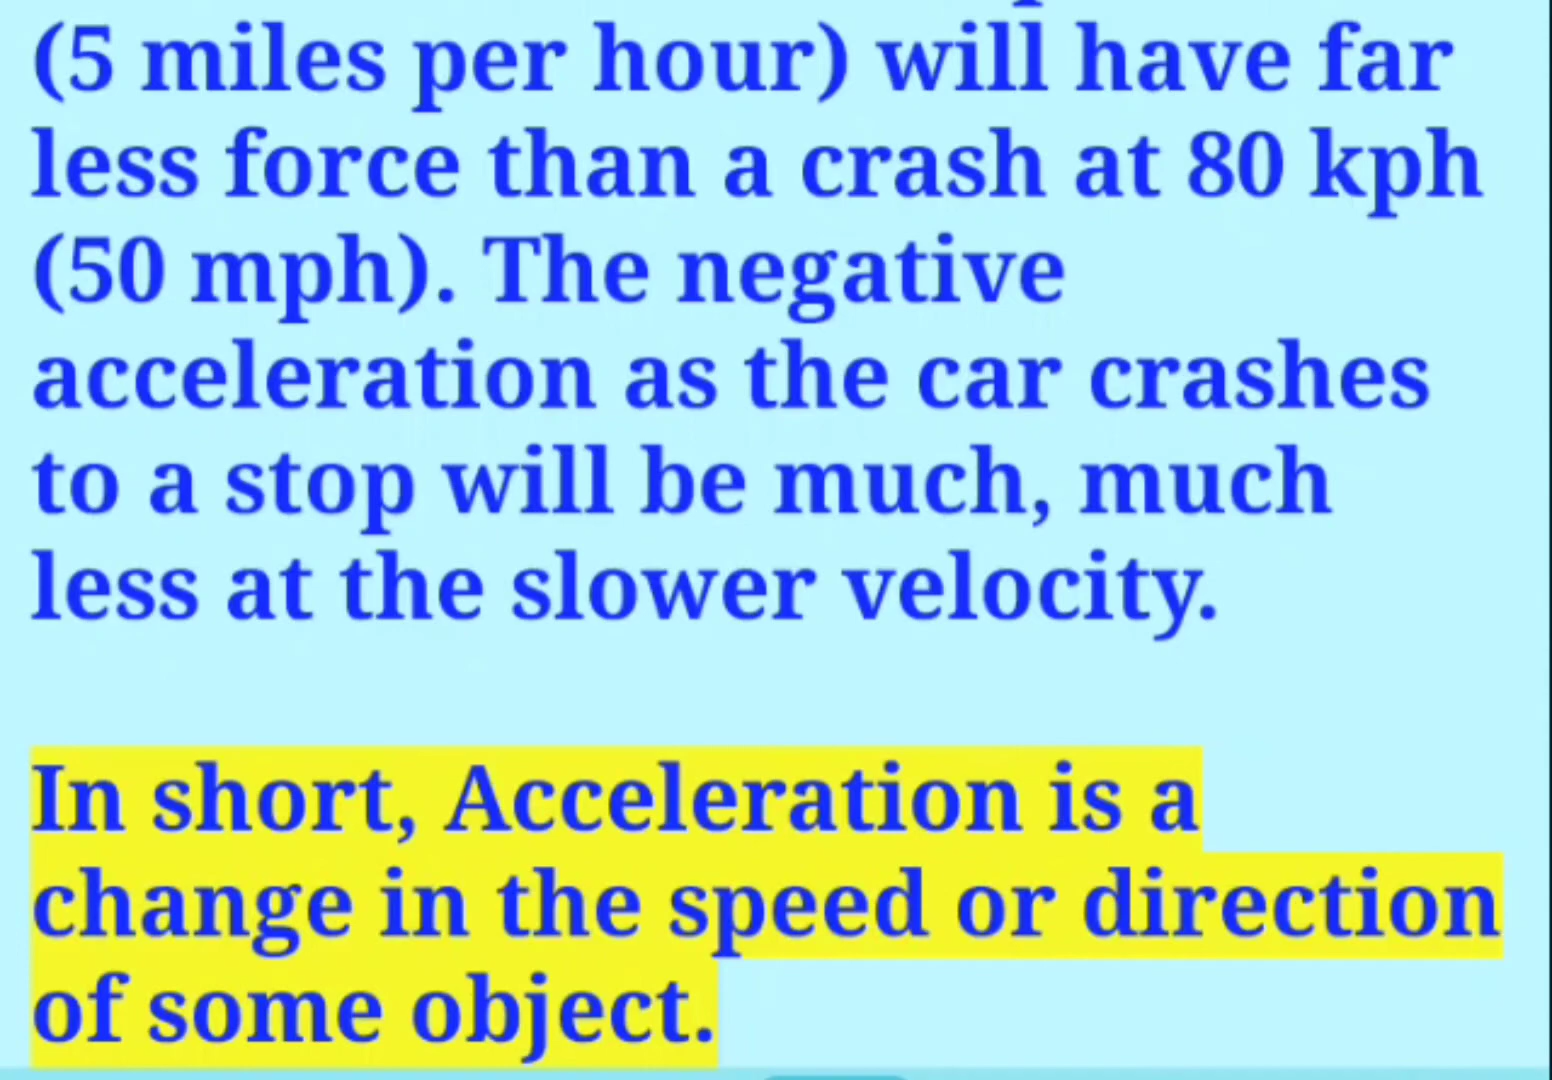 (5 miles per hour) will have far
less force than a crash at 80 kph
(50 mph). The negative
acceleration as the car crashes
to a stop will be much, much
less at the slower velocity.
In short, Acceleration is a
change in the speed or direction
of some object.